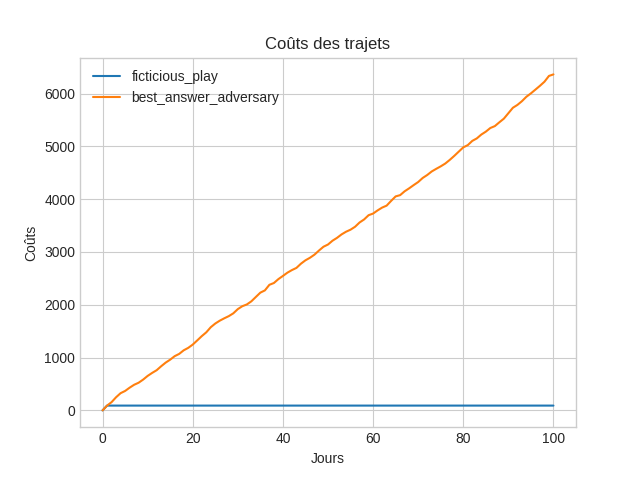 Coûts des trajets
ficticious_play
best_answer_adversary
Coûts
6000
5000
4000
3000
2000
1000
0
0 20 40 60 80 100
Jours